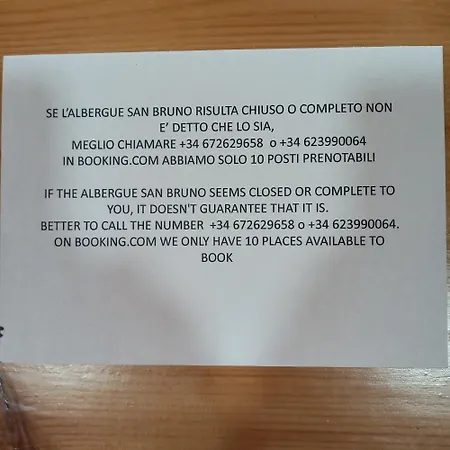 SE L'ALBERGUE SAN BRUNO RISULTA CHIUSO O COMPLETO NON
E' DETTO CHE LO SIA,
MEGLIO CHIAMARE +34 672629658 o +34 623990064
IN BOOKING.COM ABBIAMO SOLO 10 POSTI PRENOTABILI
IF THE ALBERGUE SAN BRUNO SEEMS CLOSED OR COMPLETE TO
YOU, IT DOESN'T GUARANTEE THAT IT IS.
BETTER TO CALL THE NUMBER +34 672629658 o +34 623990064.
ON BOOKING.COM WE ONLY HAVE 10 PLACES AVAILABLE TO
BOOK